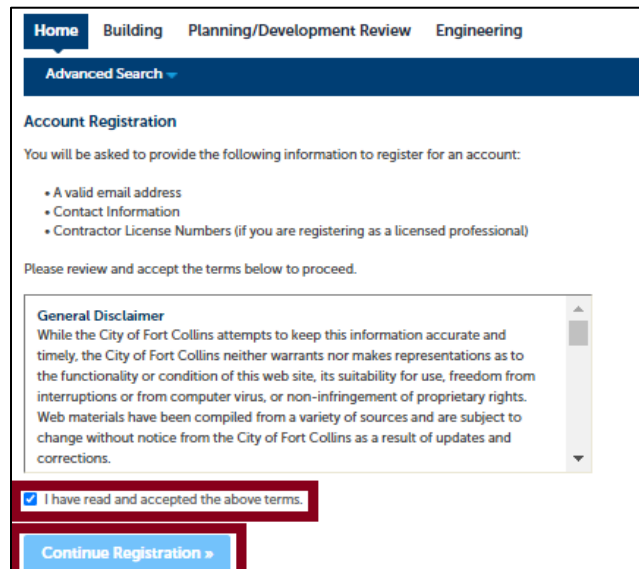 Home Building Planning/Development Review Engineering
Advanced Search
Account Registration
You will be asked to provide the following information to register for an account:
• A valid email address
• Contact Information
• Contractor License Numbers (if you are registering as a licensed professional)
Please review and accept the terms below to proceed.
General Disclaimer
While the City of Fort Collins attempts to keep this information accurate and
timely, the City of Fort Collins neither warrants nor makes representations as to
the functionality or condition of this web site, its suitability for use, freedom from
interruptions or from computer virus, or non-infringement of proprietary rights.
Web materials have been compiled from a variety of sources and are subject to
change without notice from the City of Fort Collins as a result of updates and
corrections.
I have read and accepted the above terms.
Continue Registration »